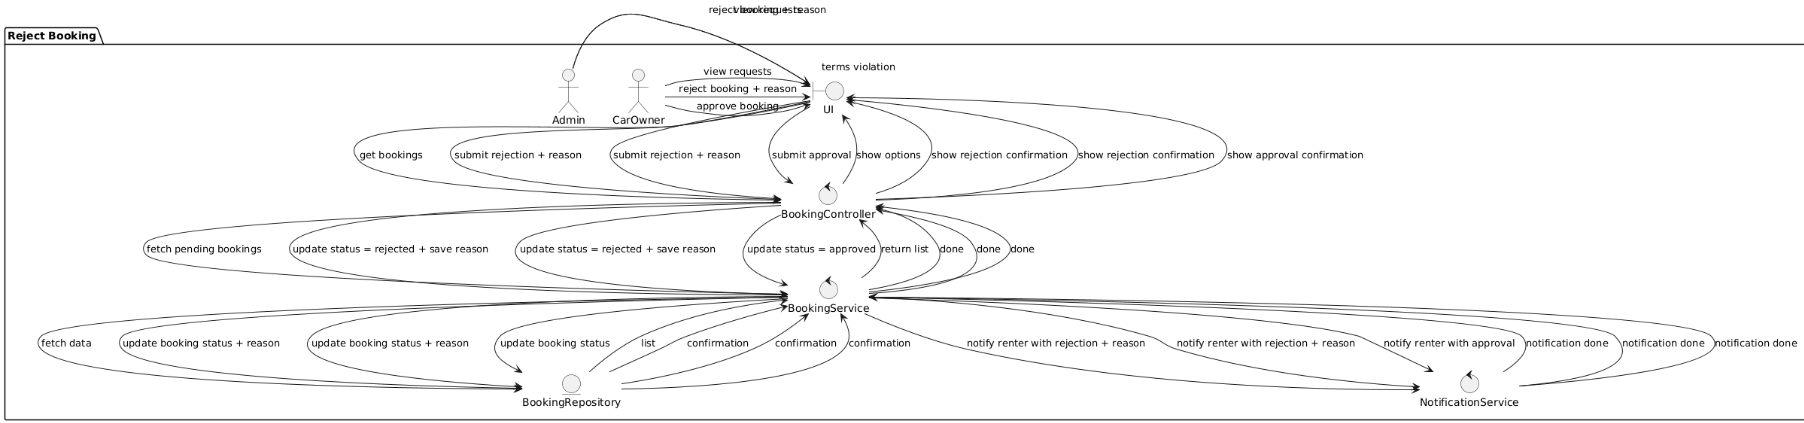 reject booking + reason
view requests
Reject Booking
terms violation
view requests
reject booking + reason
approve booking
Admin
CarOwner
UI
get bookings
submit rejection + reason
submit rejection + reason
submit approval
show options
show rejection confirmation
show rejection confirmation
show approval confirmation
BookingController
fetch pending bookings
update status = rejected + save reason
update status = rejected + save reason
update status = approved
return list
done
done
done
BookingService
fetch data
update booking status + reason
update booking status + reason
update booking status
list
confirmation
confirmation
confirmation
notify renter with rejection + reason
notify renter with rejection + reason
notify renter with approval
notification done
notification done
notification done
BookingRepository
NotificationService